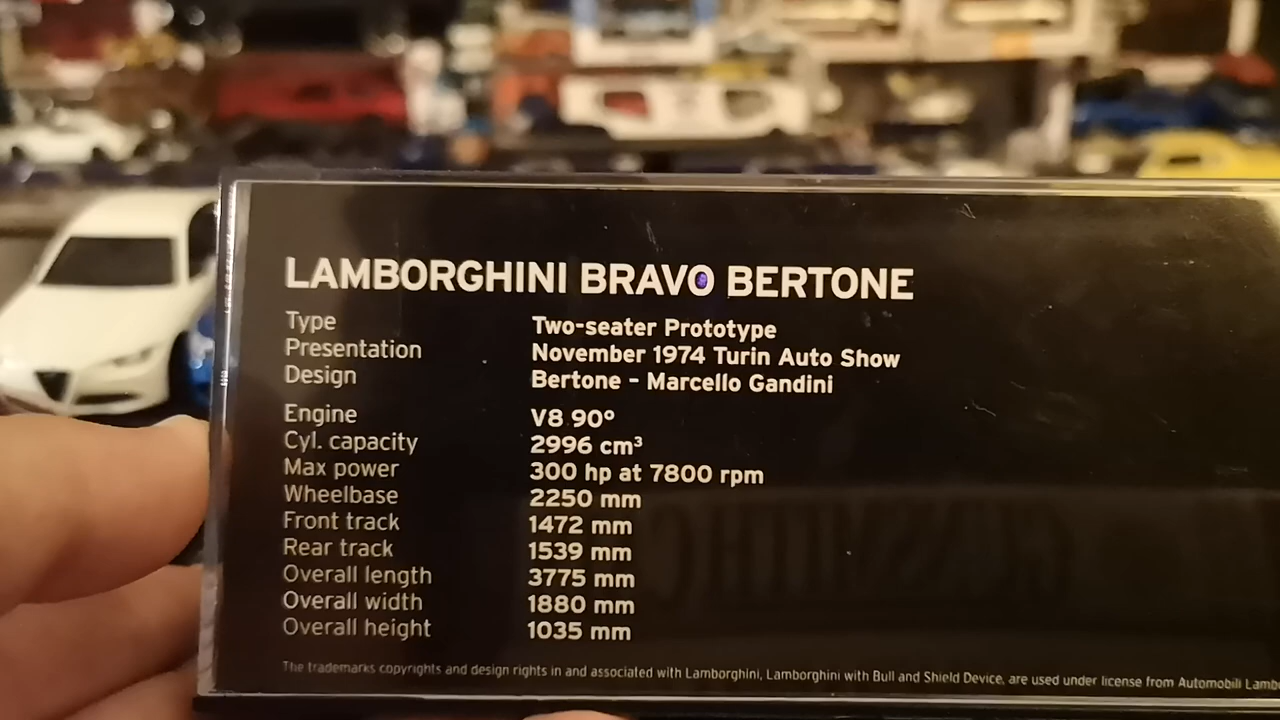 LAMBORGHINI BRAVO BERTONE
Type Two-seater Prototype
Presentation November 1974 Turin Auto Show
Design Bertone - Marcello Gandini
Engine V8 90°
Cyl. capacity 2996 cm³
Max power 300 hp at 7800 rpm
Wheelbase 2250 mm
Front track 1472 mm
Rear track 1539 mm
Overall length 3775 mm
Overall width 1880 mm
Overall height 1035 mm
The trademarks copyrights and design rights in and associated with Lamborghini, Lamborghini with Bull and Shield Device, are used under license from Automobili